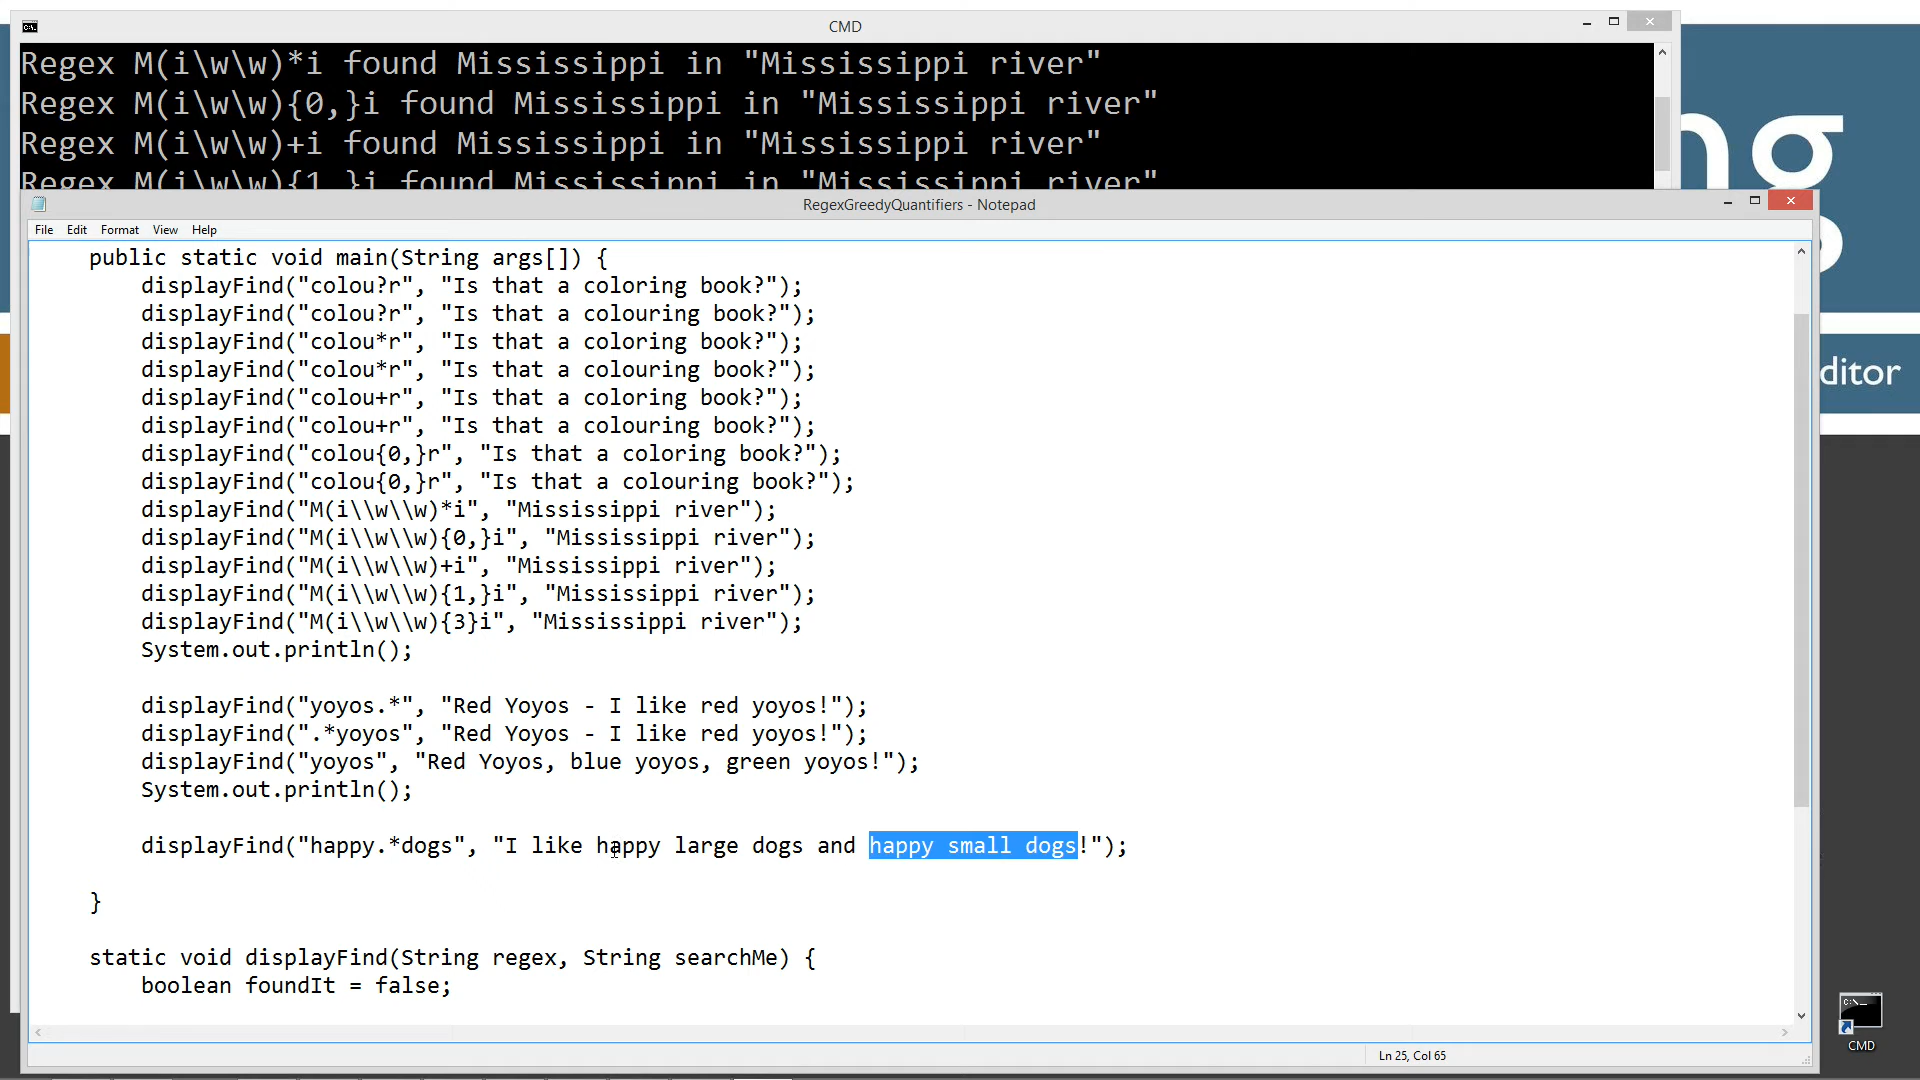 CMD
Regex M(i\w\w)*i found Mississippi in "Mississippi river"
Regex M(i\w\w){0,}i found Mississippi in "Mississippi river"
Regex M(i\w\w)+i found Mississippi in "Mississippi river"
Regex M(i\w\w){1,}i found Mississippi in "Mississippi river"
ng
RegexGreedyQuantifiers - Notepad
File Edit Format View Help
public static void main(String args[]) {
displayFind("colou?r", "Is that a coloring book?");
displayFind("colou?r", "Is that a colouring book?");
displayFind("colou*r", "Is that a coloring book?");
displayFind("colou*r", "Is that a colouring book?");
displayFind("colou+r", "Is that a coloring book?");
displayFind("colou+r", "Is that a colouring book?");
displayFind("colou{0,}r", "Is that a coloring book?");
displayFind("colou{0,}r", "Is that a colouring book?");
displayFind("M(i\\w\\w)*i", "Mississippi river");
displayFind("M(i\\w\\w){0,}i", "Mississippi river");
displayFind("M(i\\w\\w)+i", "Mississippi river");
displayFind("M(i\\w\\w){1,}i", "Mississippi river");
displayFind("M(i\\w\\w){3}i", "Mississippi river");
System.out.println();
displayFind("yoyos.*", "Red Yoyos - I like red yoyos!");
displayFind(".*yoyos", "Red Yoyos - I like red yoyos!");
displayFind("yoyos", "Red Yoyos, blue yoyos, green yoyos!");
System.out.println();
displayFind("happy.*dogs", "I like happy large dogs and happy small dogs!");
}
static void displayFind(String regex, String searchMe) {
boolean foundIt = false;
Ln 25, Col 65
ditor
CMD